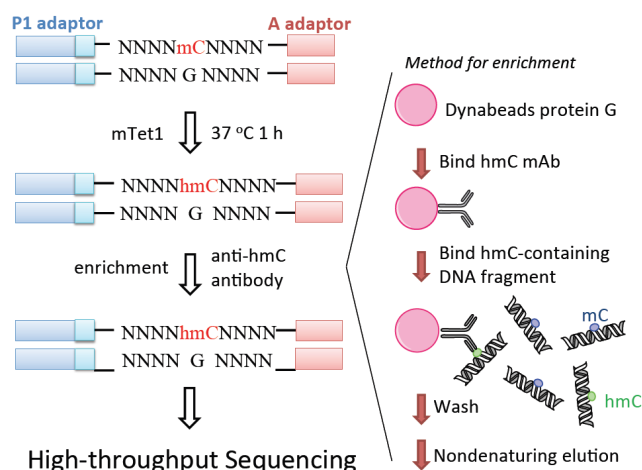 P1 adaptor
A adaptor
NNNNmCNNNN
NNNN G NNNN
mTet1
37 °C 1 h
NNNNhmCNNNN
NNNN G NNNN
enrichment
anti-hmC
antibody
NNNNhmCNNNN
NNNN G NNNN
High-throughput Sequencing
Method for enrichment
Dynabeads protein G
Bind hmC mAb
Bind hmC-containing
DNA fragment
mC
hmC
Wash
Nondenaturing elution